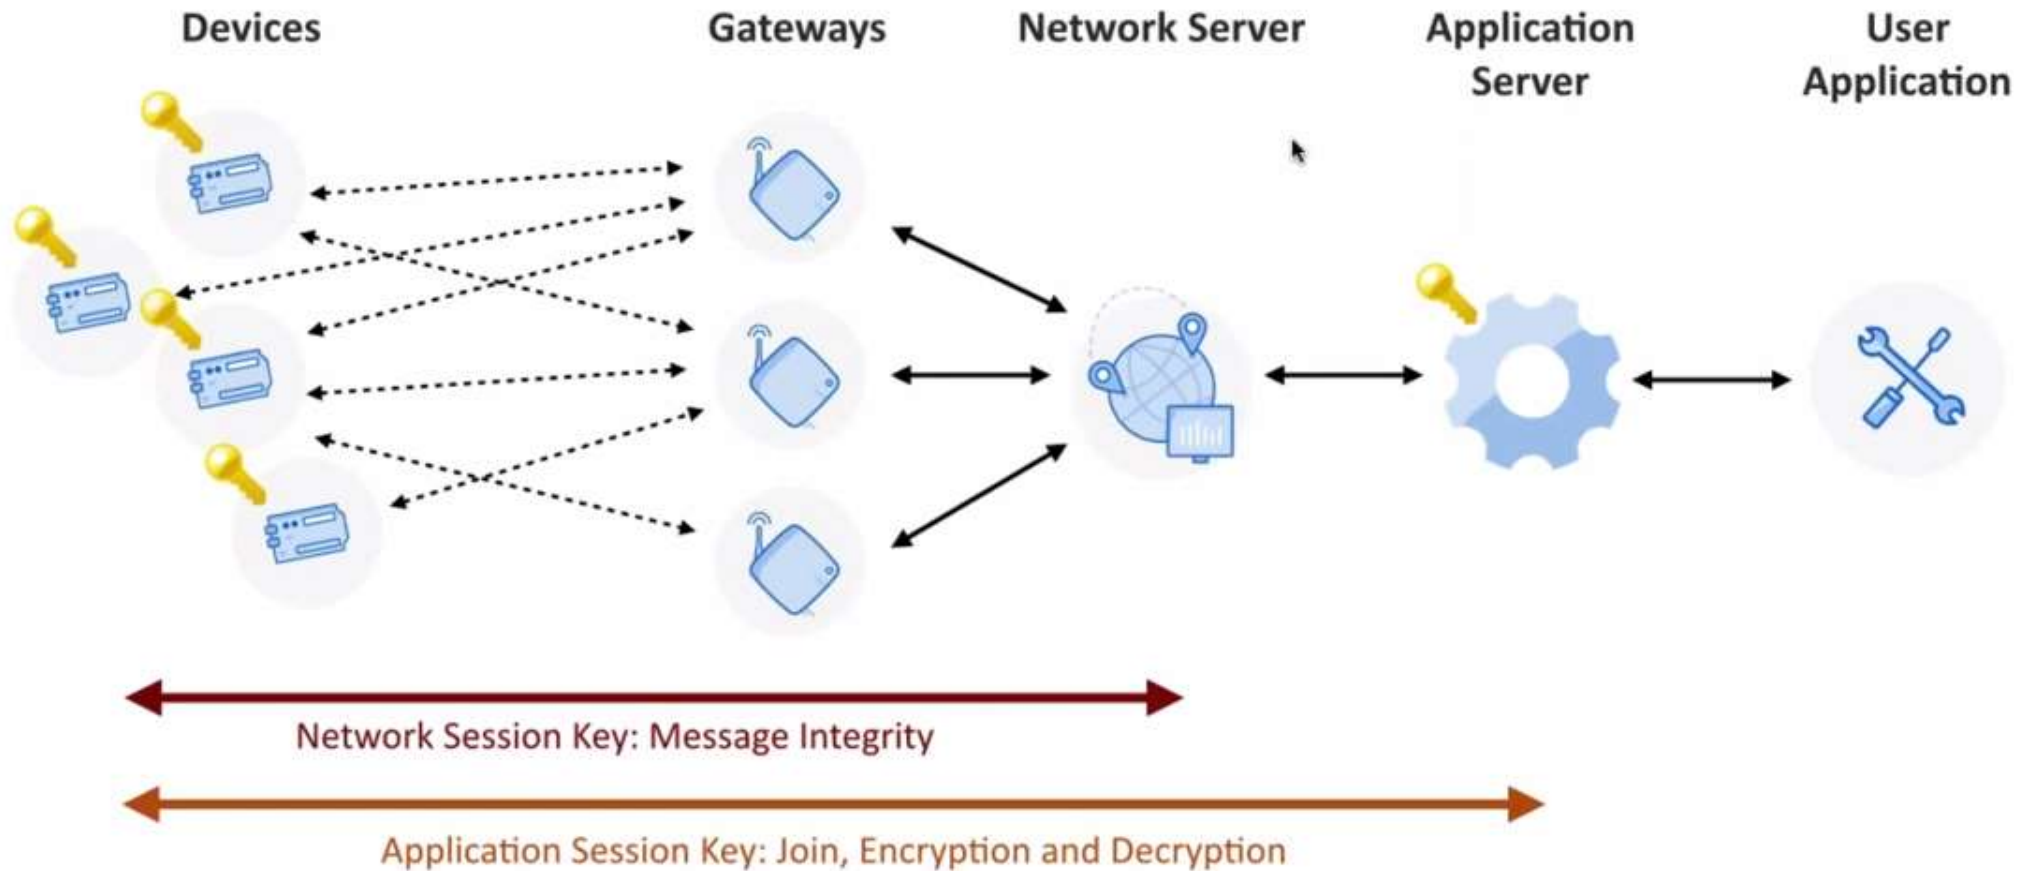 Devices
Gateways
Network Server
Application
Server
User
Application
Network Session Key: Message Integrity
Application Session Key: Join, Encryption and Decryption